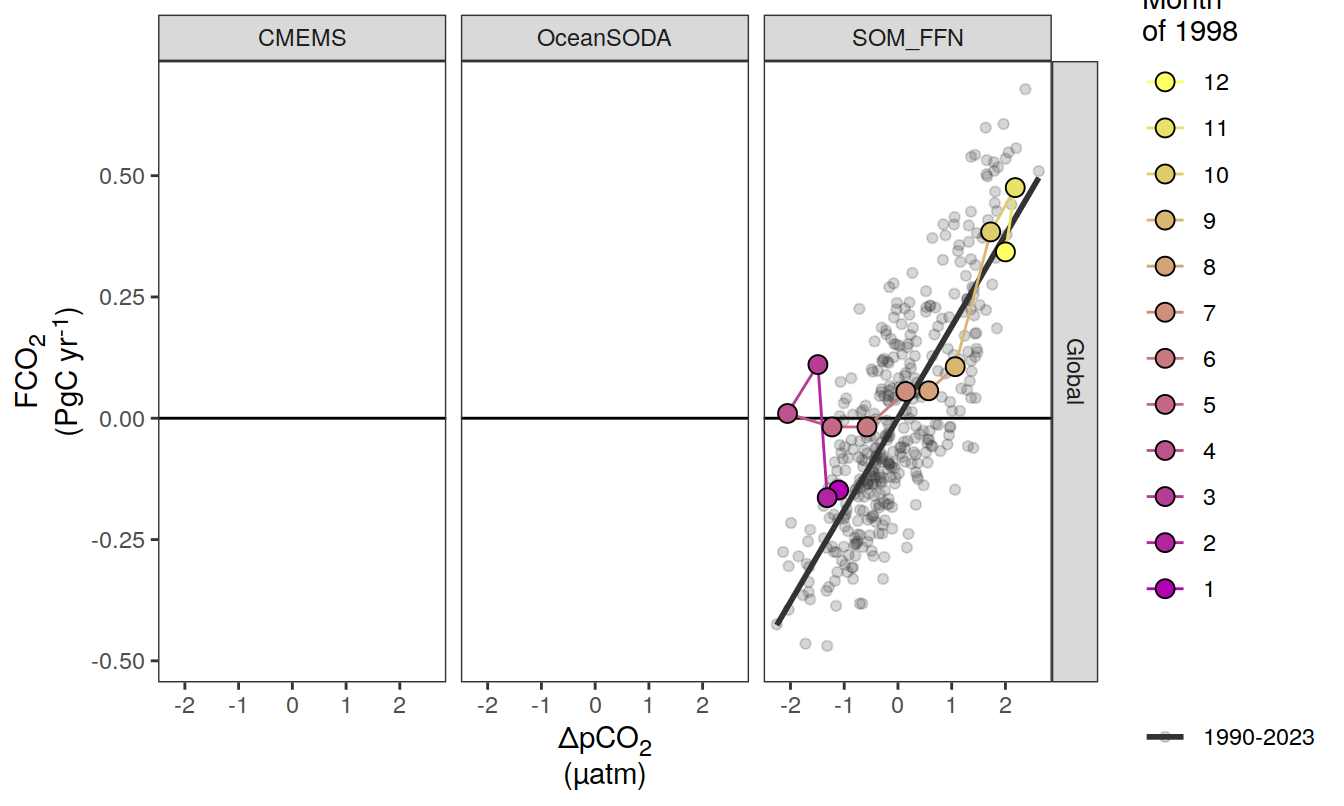 CMEMS
OceanSODA
SOM_FFN
Global
FCO₂
(PgC yr⁻¹)
0.50
0.25
0.00
-0.25
-0.50
-2 -1 0 1 2
-2 -1 0 1 2
-2 -1 0 1 2
ΔpCO₂
(µatm)
Month
of 1998
12
11
10
9
8
7
6
5
4
3
2
1
1990-2023